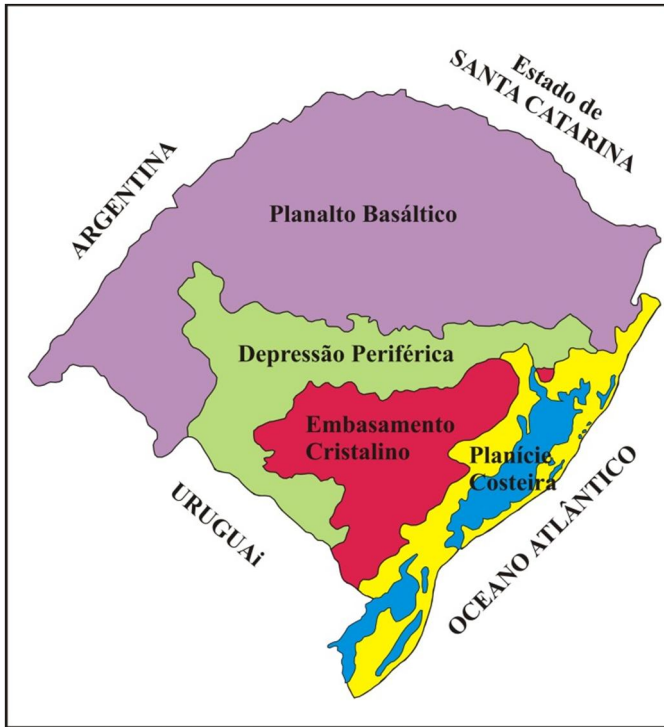 Estado de
SANTA CATARINA
ARGENTINA
Planalto Basáltico
Depressão Periférica
Embasamento
Cristalino
Planície
Costeira
URUGUAi
OCEANO ATLÂNTICO